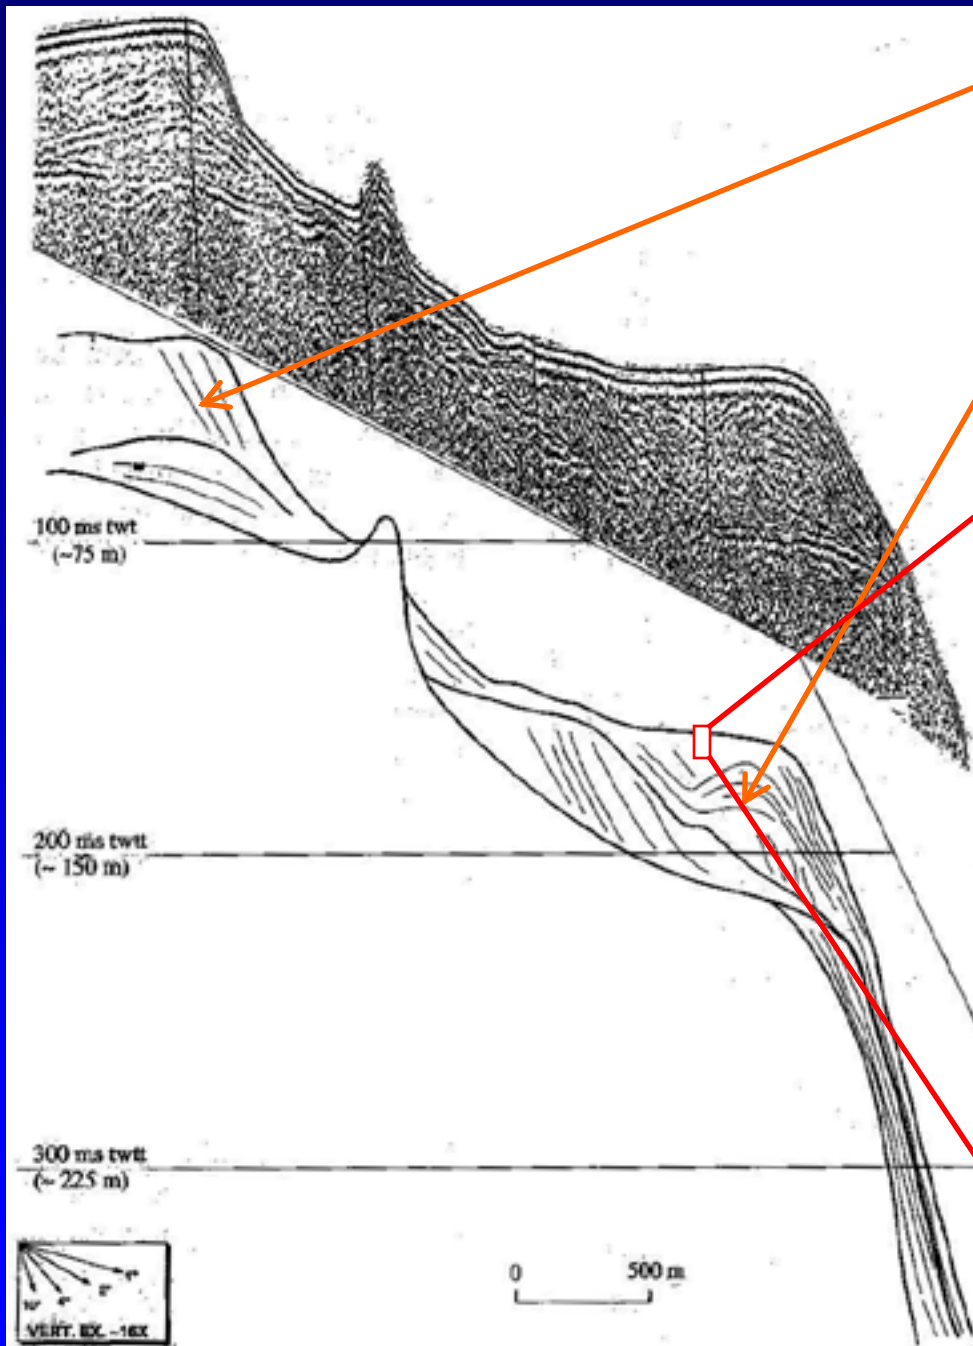 100 ms twt
(~75 m)
200 ms twtt
(~ 150 m)
300 ms twtt
(~ 225 m)
0 500 m
VERT. EX. ~16X